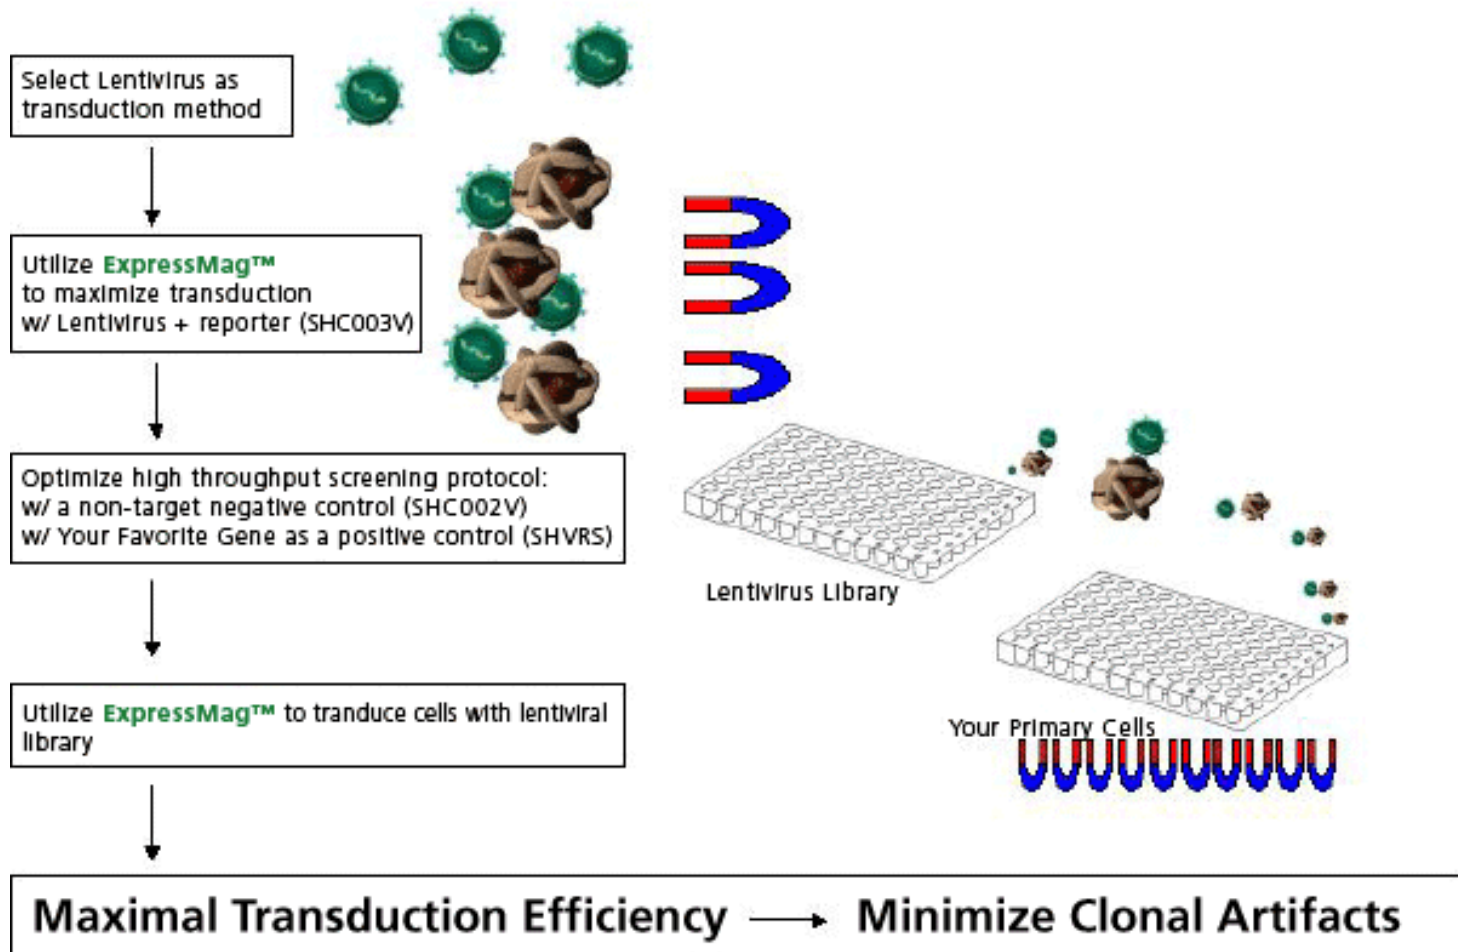 Select Lentivirus as
transduction method
Utilize ExpressMag™
to maximize transduction
w/ Lentivirus + reporter (SHC003V)
Optimize high throughput screening protocol:
w/ a non-target negative control (SHC002V)
w/ Your Favorite Gene as a positive control (SHVRS)
Lentivirus Library
Utilize ExpressMag™ to tranduce cells with lentiviral
library
Your Primary Cells
Maximal Transduction Efficiency → Minimize Clonal Artifacts